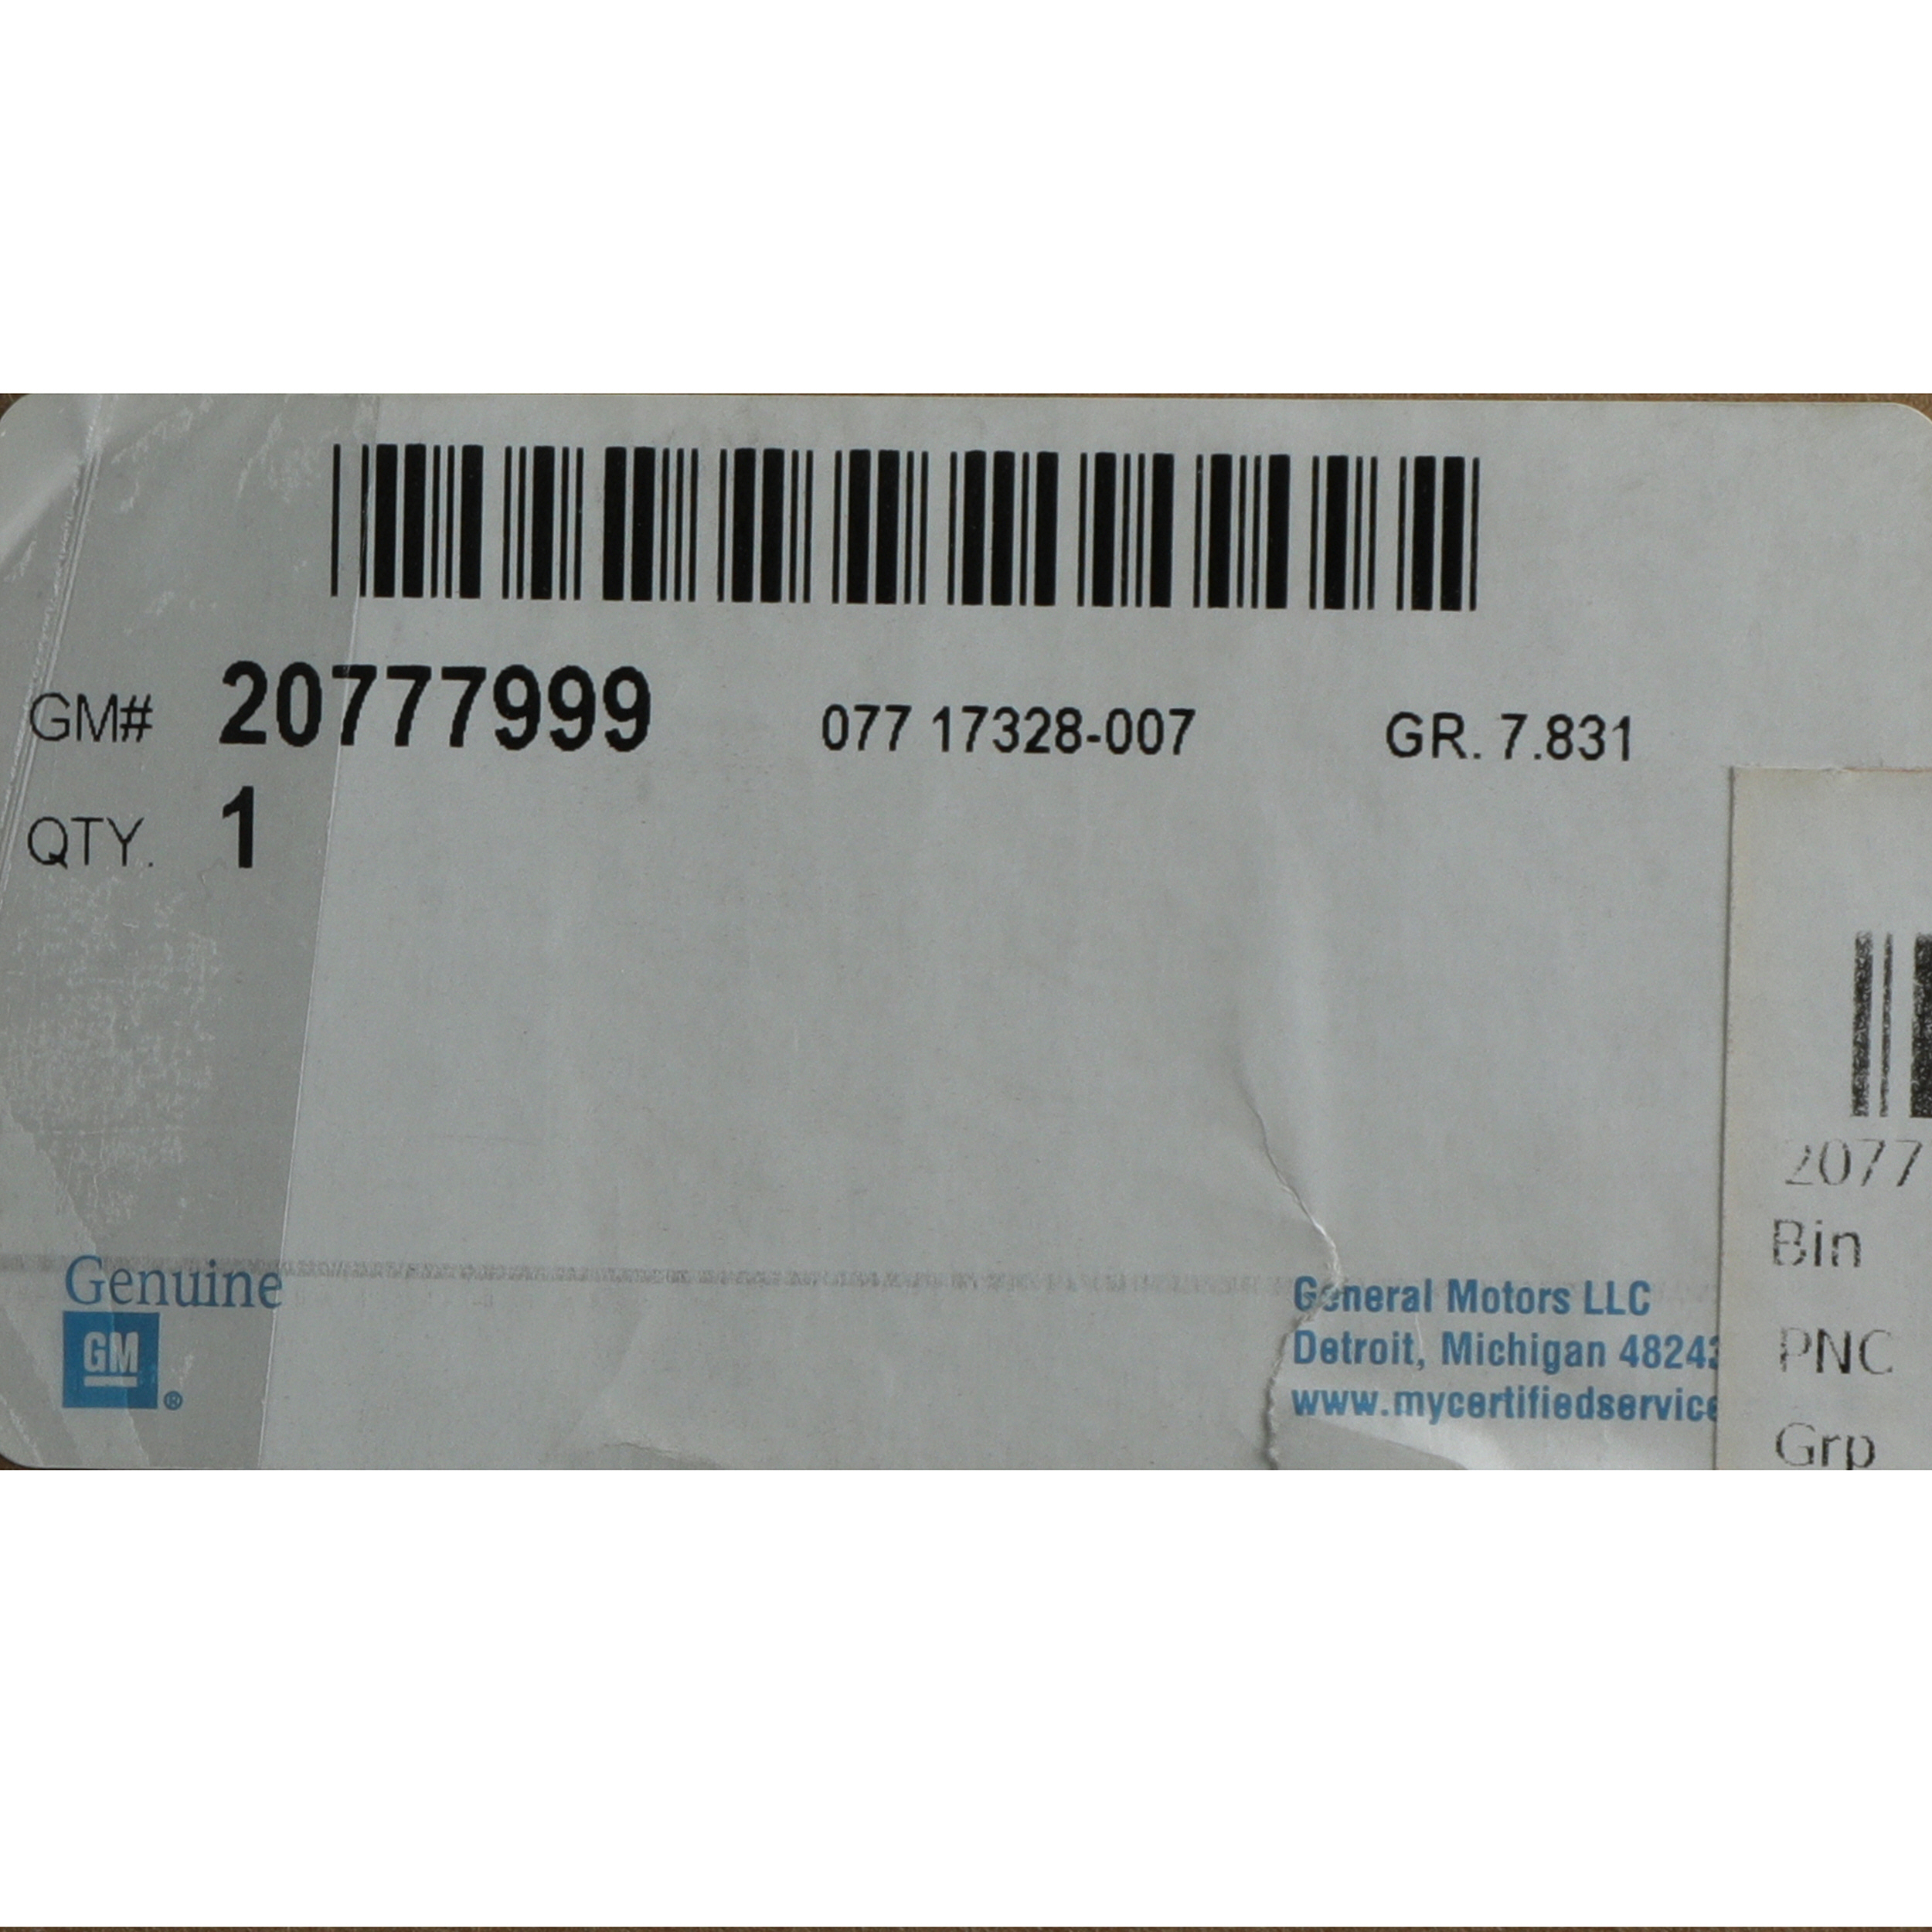 GM# 20777999 077 17328-007 GR. 7.831
QTY. 1
Genuine
GM
®
General Motors LLC
Detroit, Michigan 4824
www.mycertifiedservice
2077
Bin
PNC
Grp